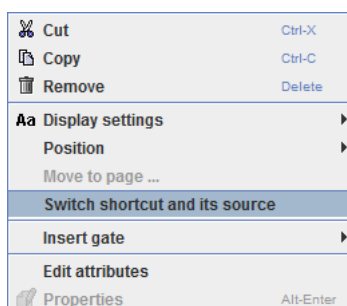 Cut Ctrl-X
Copy Ctrl-C
Remove Delete
Aa Display settings
Position
Move to page ...
Switch shortcut and its source
Insert gate
Edit attributes
Properties Alt-Enter